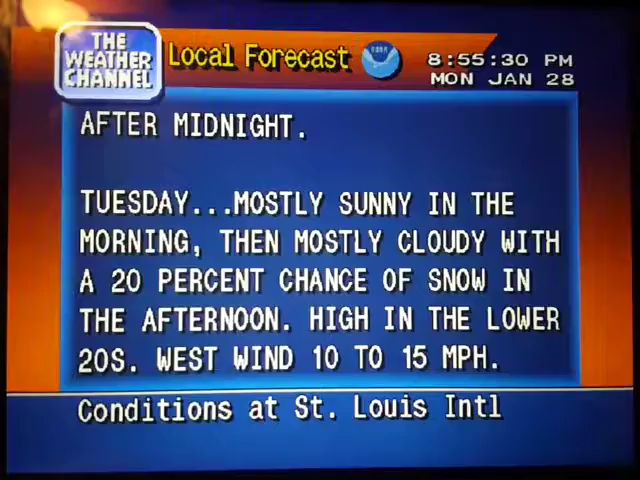 THE
WEATHER
CHANNEL
Local Forecast
NOAA
8:55:30 PM
MON JAN 28
AFTER MIDNIGHT.
TUESDAY...MOSTLY SUNNY IN THE
MORNING, THEN MOSTLY CLOUDY WITH
A 20 PERCENT CHANCE OF SNOW IN
THE AFTERNOON. HIGH IN THE LOWER
20S. WEST WIND 10 TO 15 MPH.
Conditions at St. Louis Intl